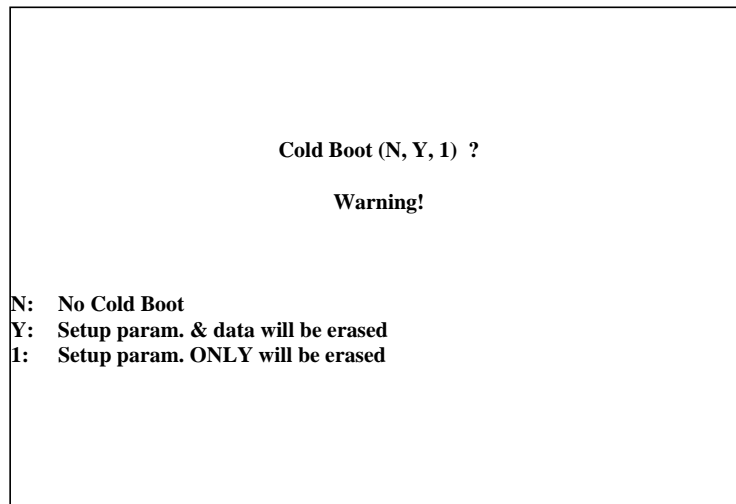 Cold Boot (N, Y, 1) ?
Warning!
N: No Cold Boot
Y: Setup param. & data will be erased
1: Setup param. ONLY will be erased